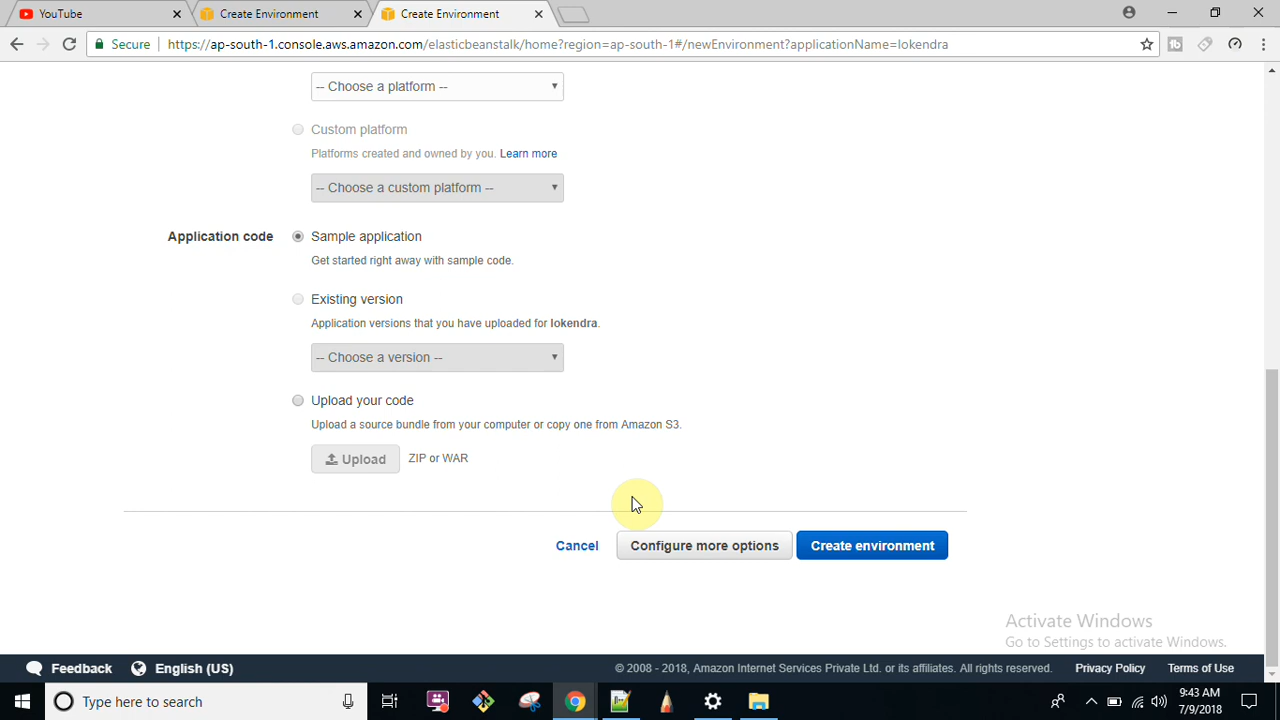 YouTube
Create Environment
Create Environment
Secure
https://ap-south-1.console.aws.amazon.com/elasticbeanstalk/home?region=ap-south-1#/newEnvironment?applicationName=lokendra
-- Choose a platform --
Custom platform
Platforms created and owned by you. Learn more
-- Choose a custom platform --
Application code
Sample application
Get started right away with sample code.
Existing version
Application versions that you have uploaded for lokendra.
-- Choose a version --
Upload your code
Upload a source bundle from your computer or copy one from Amazon S3.
Upload ZIP or WAR
Cancel Configure more options Create environment
Activate Windows
Go to Settings to activate Windows.
Feedback English (US) © 2008 - 2018, Amazon Internet Services Private Ltd. or its affiliates. All rights reserved. Privacy Policy Terms of Use
Type here to search
9:43 AM
7/9/2018